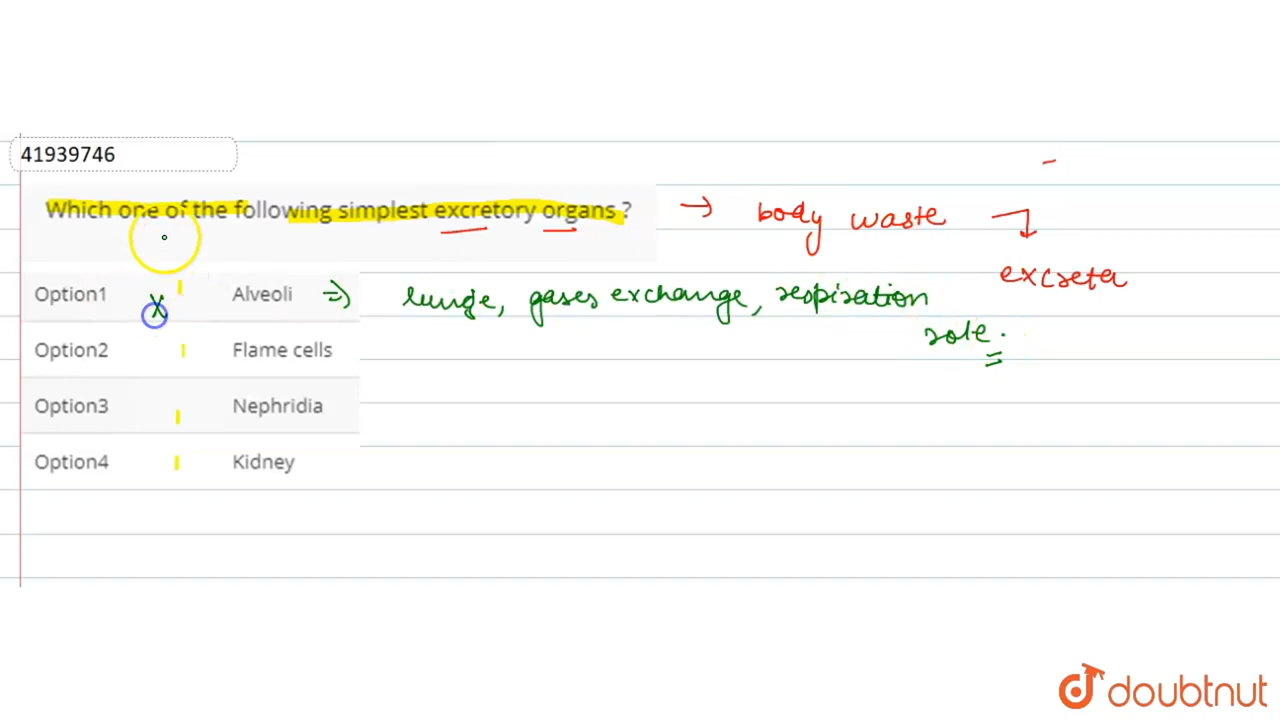 41939746
Which one of the following simplest excretory organs ? → body waste
excreta
Option1 x Alveoli ⇒ lunge, gases exchange, respiration
role.
Option2 Flame cells
Option3 Nephridia
Option4 Kidney
doubtnut